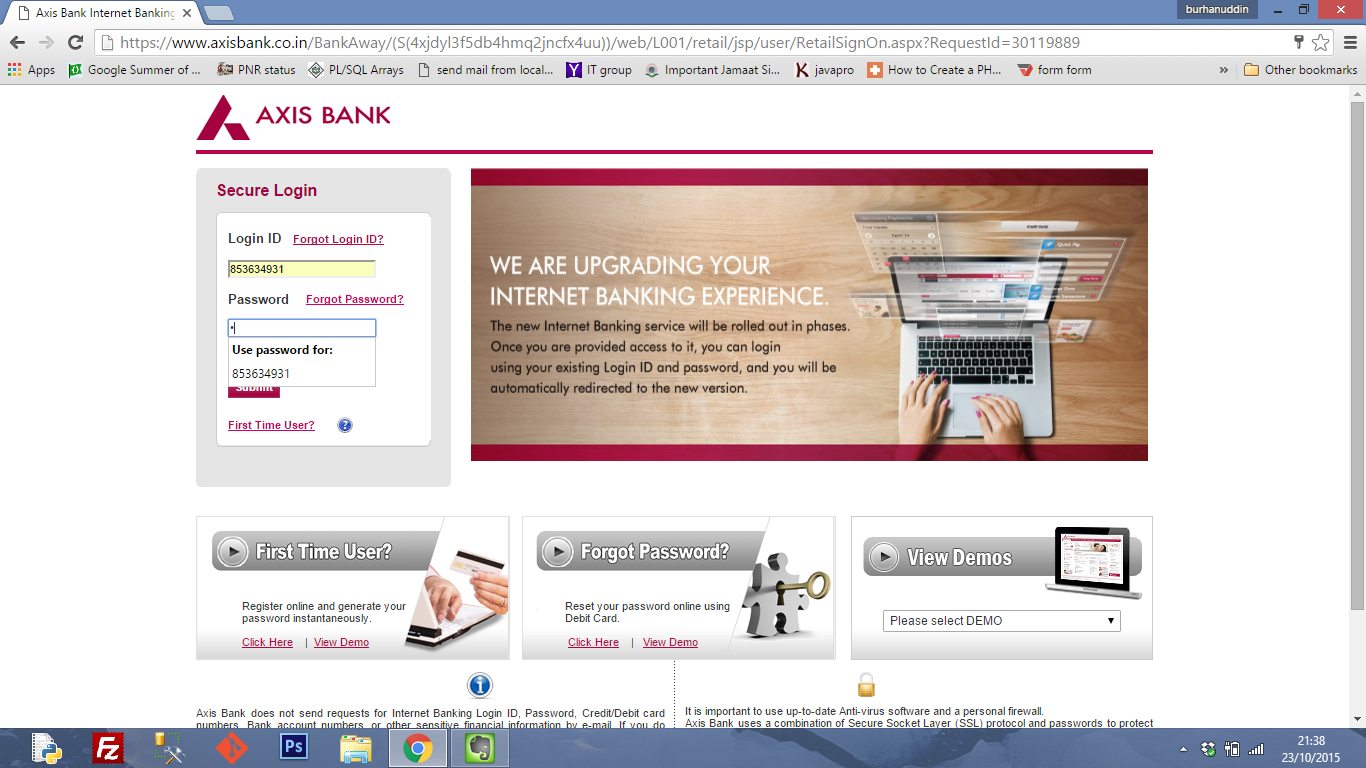 Axis Bank Internet Banking
burhanuddin
https://www.axisbank.co.in/BankAway/(S(4xjdyl3f5db4hmq2jncfx4uu))/web/L001/retail/jsp/user/RetailSignOn.aspx?RequestId=30119889
Apps Google Summer of ... PNR status PL/SQL Arrays send mail from local... IT group Important Jamaat Si... javapro How to Create a PH... form form » Other bookmarks
AXIS BANK
Secure Login
Login ID Forgot Login ID?
853634931
Password Forgot Password?
•
Use password for:
853634931
Submit
First Time User? ?
WE ARE UPGRADING YOUR
INTERNET BANKING EXPERIENCE.
The new Internet Banking service will be rolled out in phases.
Once you are provided access to it, you can login
using your existing Login ID and password, and you will be
automatically redirected to the new version.
First Time User?
Register online and generate your
password instantaneously.
Click Here | View Demo
Forgot Password?
Reset your password online using
Debit Card.
Click Here | View Demo
View Demos
Please select DEMO
Axis Bank does not send requests for Internet Banking Login ID, Password, Credit/Debit card
numbers, Bank account numbers, or other sensitive financial information by e-mail. If you do
It is important to use up-to-date Anti-virus software and a personal firewall.
Axis Bank uses a combination of Secure Socket Layer (SSL) protocol and passwords to protect
Fz
Ps
21:38
23/10/2015